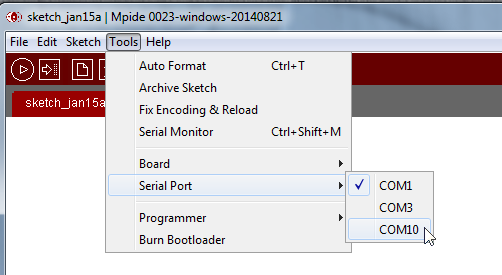 sketch_jan15a | Mpide 0023-windows-20140821
File Edit Sketch Tools Help
sketch_jan15a
Auto Format Ctrl+T
Archive Sketch
Fix Encoding & Reload
Serial Monitor Ctrl+Shift+M
Board
Serial Port
Programmer
Burn Bootloader
COM1
COM3
COM10